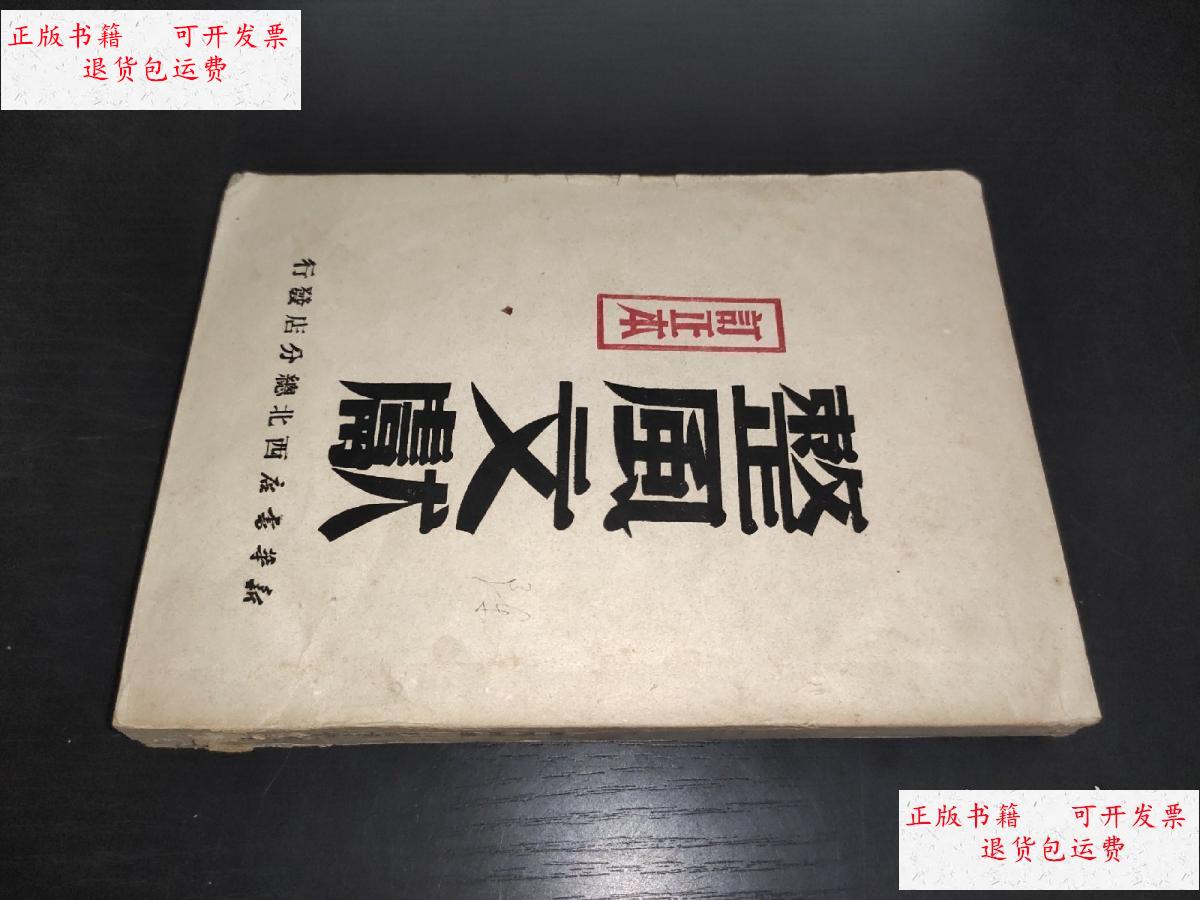 正版书籍 可开发票
退货包运费
整風文獻
訂正本
新華書店西北總分店發行
正版书籍 可开发票
退货包运费